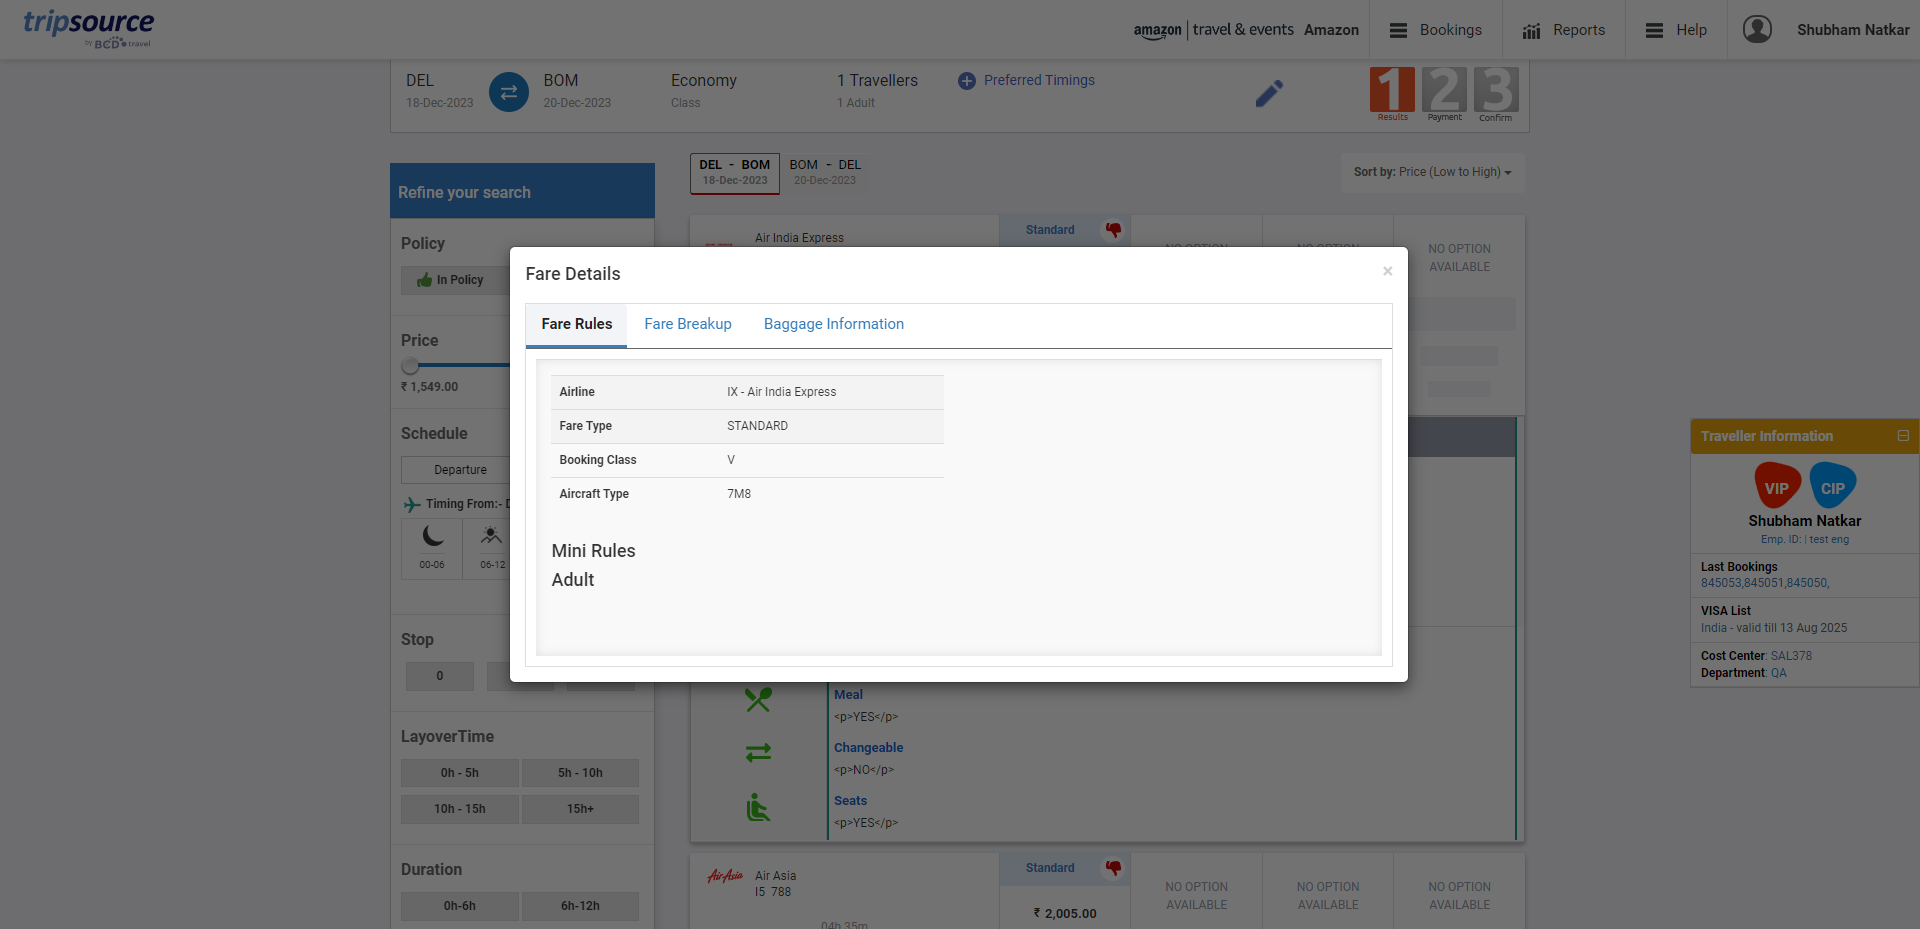 tripsource
by BCD travel
amazon | travel & events Amazon
Bookings
Reports
Help
Shubham Natkar
DEL
18-Dec-2023
BOM
20-Dec-2023
Economy
Class
1 Travellers
1 Adult
Preferred Timings
1
Results
2
Payment
3
Confirm
Refine your search
DEL - BOM
18-Dec-2023
BOM - DEL
20-Dec-2023
Sort by: Price (Low to High)
Policy
In Policy
Price
₹ 1,549.00
Schedule
Departure
Timing From:- D
00-06
06-12
Stop
0
LayoverTime
0h - 5h
5h - 10h
10h - 15h
15h+
Duration
0h-6h
6h-12h
Air India Express
Standard
NO OPTION
NO OPTION
NO OPTION
AVAILABLE
Fare Details
×
Fare Rules
Fare Breakup
Baggage Information
Airline IX - Air India Express
Fare Type STANDARD
Booking Class V
Aircraft Type 7M8
Mini Rules
Adult
Meal
<p>YES</p>
Changeable
<p>NO</p>
Seats
<p>YES</p>
AirAsia
Air Asia
I5 788
04h 35m
Standard
₹ 2,005.00
NO OPTION
AVAILABLE
NO OPTION
AVAILABLE
NO OPTION
AVAILABLE
Traveller Information
VIP
CIP
Shubham Natkar
Emp. ID: | test eng
Last Bookings
845053,845051,845050,
VISA List
India - valid till 13 Aug 2025
Cost Center: SAL378
Department: QA